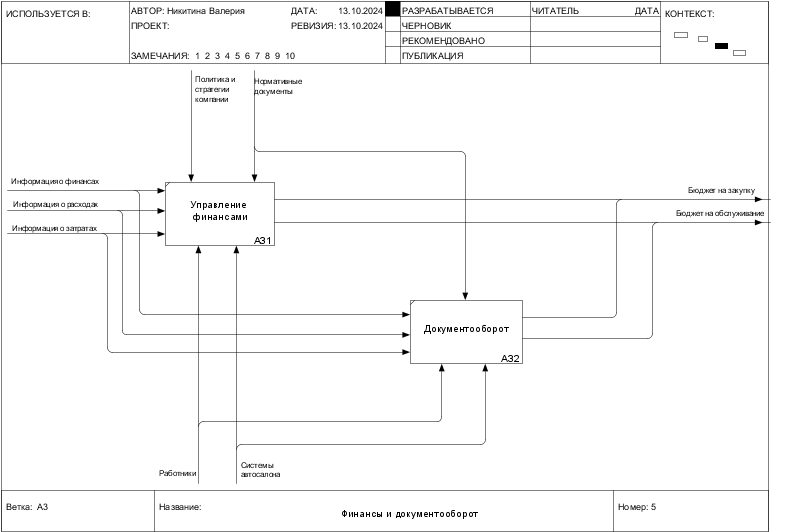 ИСПОЛЬЗУЕТСЯ В:
АВТОР: Никитина Валерия
ДАТА: 13.10.2024
РАЗРАБАТЫВАЕТСЯ
ЧИТАТЕЛЬ
ДАТА
КОНТЕКСТ:
ПРОЕКТ:
РЕВИЗИЯ: 13.10.2024
ЧЕРНОВИК
РЕКОМЕНДОВАНО
ЗАМЕЧАНИЯ: 1 2 3 4 5 6 7 8 9 10
ПУБЛИКАЦИЯ
Политика и
стратегии
компании
Нормативные
документы
Информация о финансах
Информация о расходах
Информация о затратах
Управление
финансами
А31
Бюджет на закупку
Бюджет на обслуживание
Документооборот
А32
Работники
Системы
автосалона
Ветка: А3
Название:
Финансы и документооборот
Номер: 5